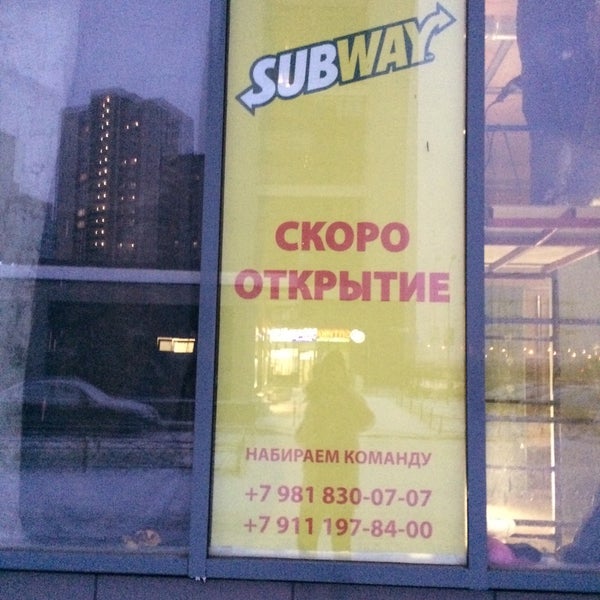 SUBWAY
СКОРО
ОТКРЫТИЕ
НАБИРАЕМ КОМАНДУ
+7 981 830-07-07
+7 911 197-84-00